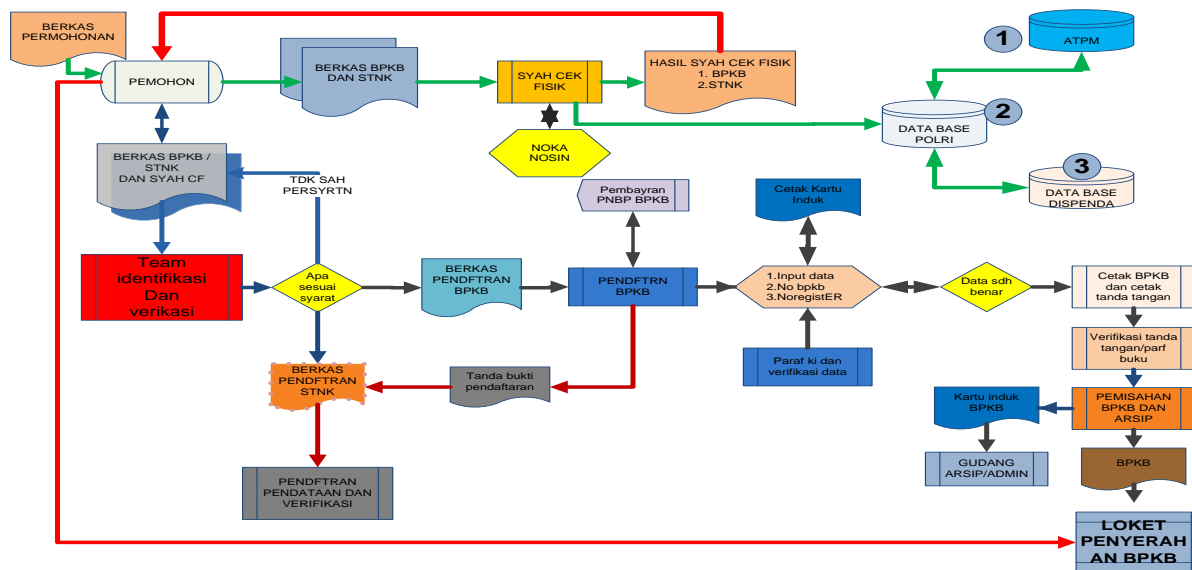 BERKAS
PERMOHONAN
PEMOHON
BERKAS BPKB
DAN STNK
SYAH CEK
FISIK
HASIL SYAH CEK FISIK
1. BPKB
2.STNK
NOKA
NOSIN
1
ATPM
2
DATA BASE
POLRI
3
DATA BASE
DISPENDA
BERKAS BPKB /
STNK
DAN SYAH CF
TDK SAH
PERSYRTN
Team
identifikasi
Dan
verikasi
Apa
sesuai
syarat
BERKAS
PENDFTRAN
BPKB
Pembayran
PNBP BPKB
PENDFTRN
BPKB
Cetak Kartu
Induk
1.Input data
2.No bpkb
3.NoregistER
Paraf ki dan
verifikasi data
Data sdh
benar
Cetak BPKB
dan cetak
tanda tangan
Verifikasi tanda
tangan/parf
buku
PEMISAHAN
BPKB DAN
ARSIP
Kartu induk
BPKB
GUDANG
ARSIP/ADMIN
BPKB
LOKET
PENYERAH
AN BPKB
BERKAS
PENDFTRAN
STNK
Tanda bukti
pendaftaran
PENDFTRAN
PENDATAAN DAN
VERIFIKASI